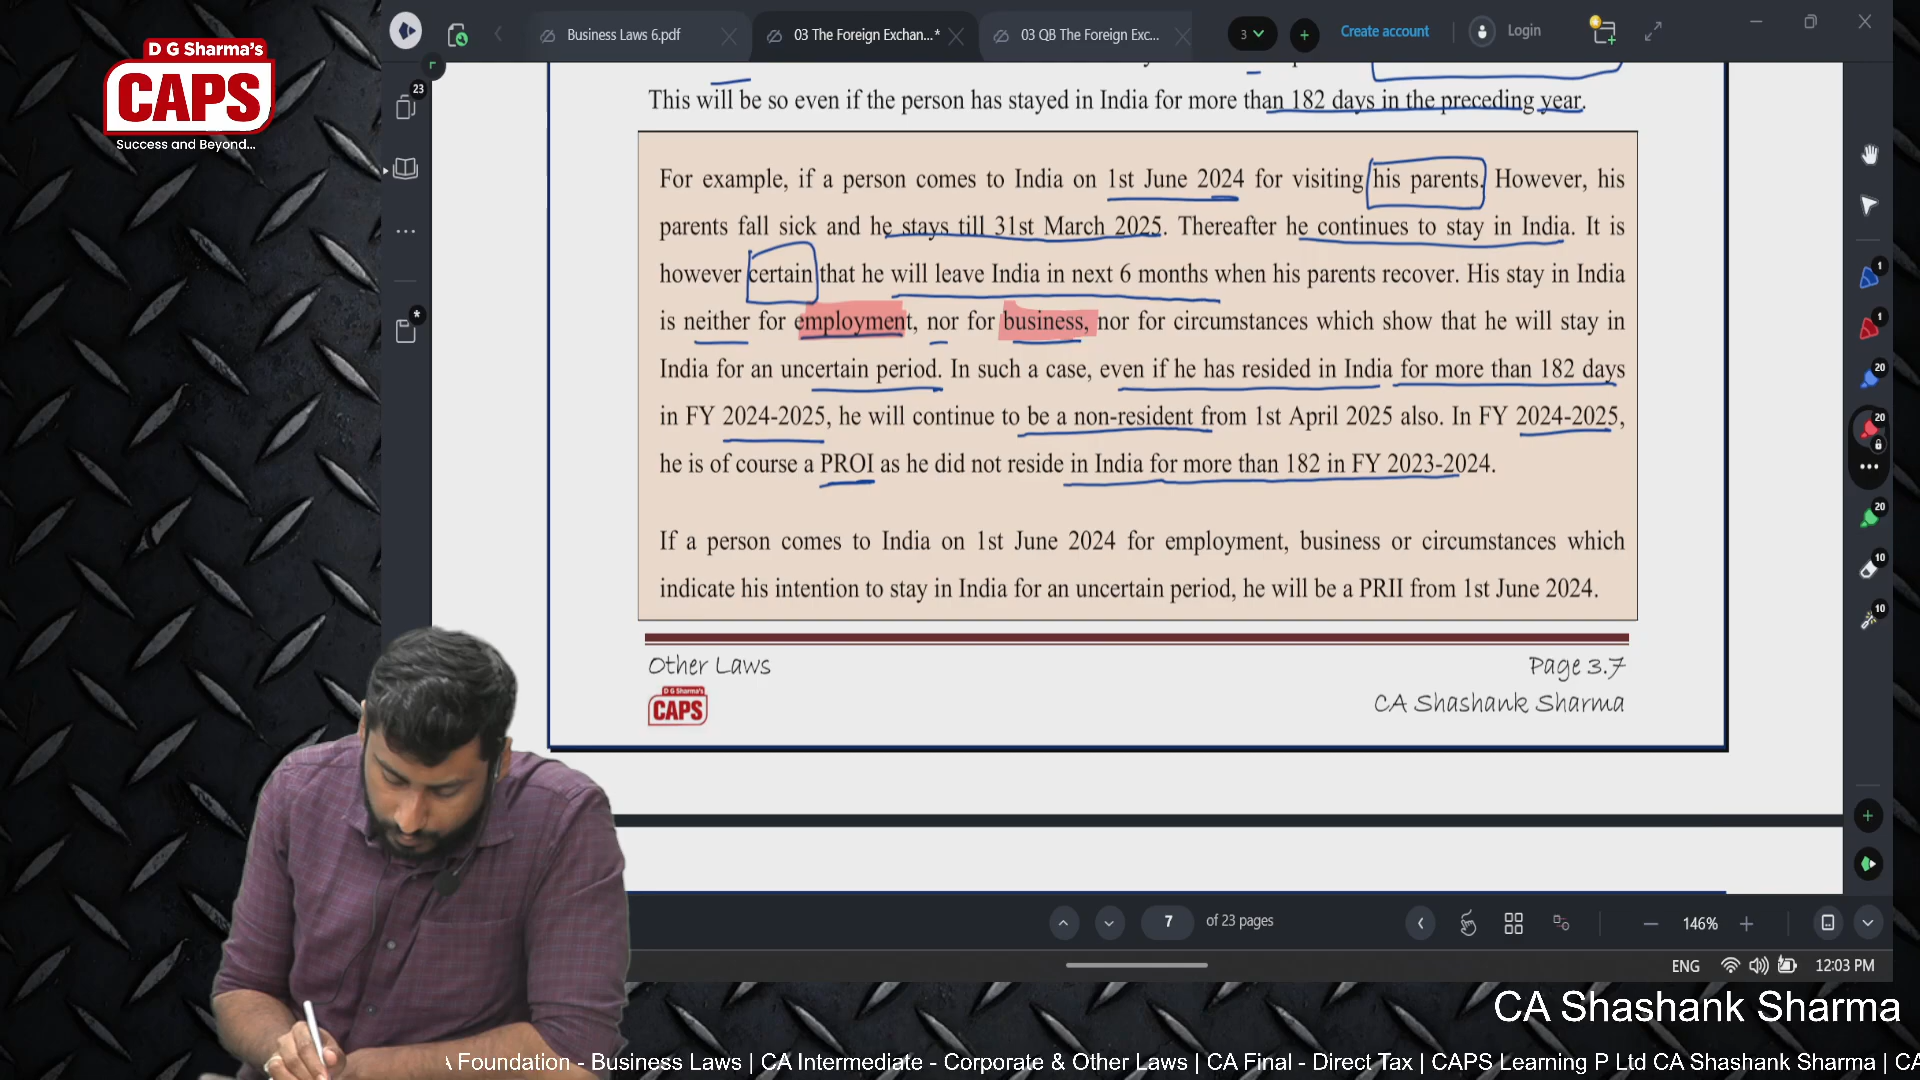 D G Sharma's
CAPS
Success and Beyond...
Business Laws 6.pdf
03 The Foreign Exchan...*
03 QB The Foreign Exc...
3
Create account
Login
23
This will be so even if the person has stayed in India for more than 182 days in the preceding year.
For example, if a person comes to India on 1st June 2024 for visiting his parents. However, his
parents fall sick and he stays till 31st March 2025. Thereafter he continues to stay in India. It is
however certain that he will leave India in next 6 months when his parents recover. His stay in India
is neither for employment, nor for business, nor for circumstances which show that he will stay in
India for an uncertain period. In such a case, even if he has resided in India for more than 182 days
in FY 2024-2025, he will continue to be a non-resident from 1st April 2025 also. In FY 2024-2025,
he is of course a PROI as he did not reside in India for more than 182 in FY 2023-2024.
If a person comes to India on 1st June 2024 for employment, business or circumstances which
indicate his intention to stay in India for an uncertain period, he will be a PRII from 1st June 2024.
Other Laws
Page 3.7
D G Sharma's
CAPS
CA Shashank Sharma
1
1
20
20
20
10
10
7
of 23 pages
146%
ENG
12:03 PM
CA Shashank Sharma
Foundation - Business Laws | CA Intermediate - Corporate & Other Laws | CA Final - Direct Tax | CAPS Learning P Ltd CA Shashank Sharma | CA